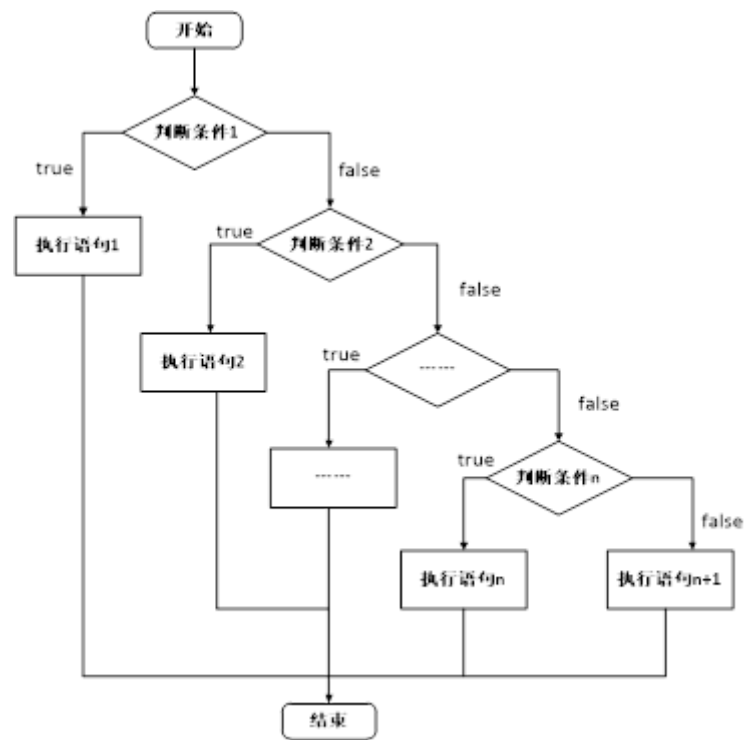 开始
判断条件1
true
false
执行语句1
true
判断条件2
false
执行语句2
true
------
false
------
true
判断条件n
false
执行语句n
执行语句n+1
结束